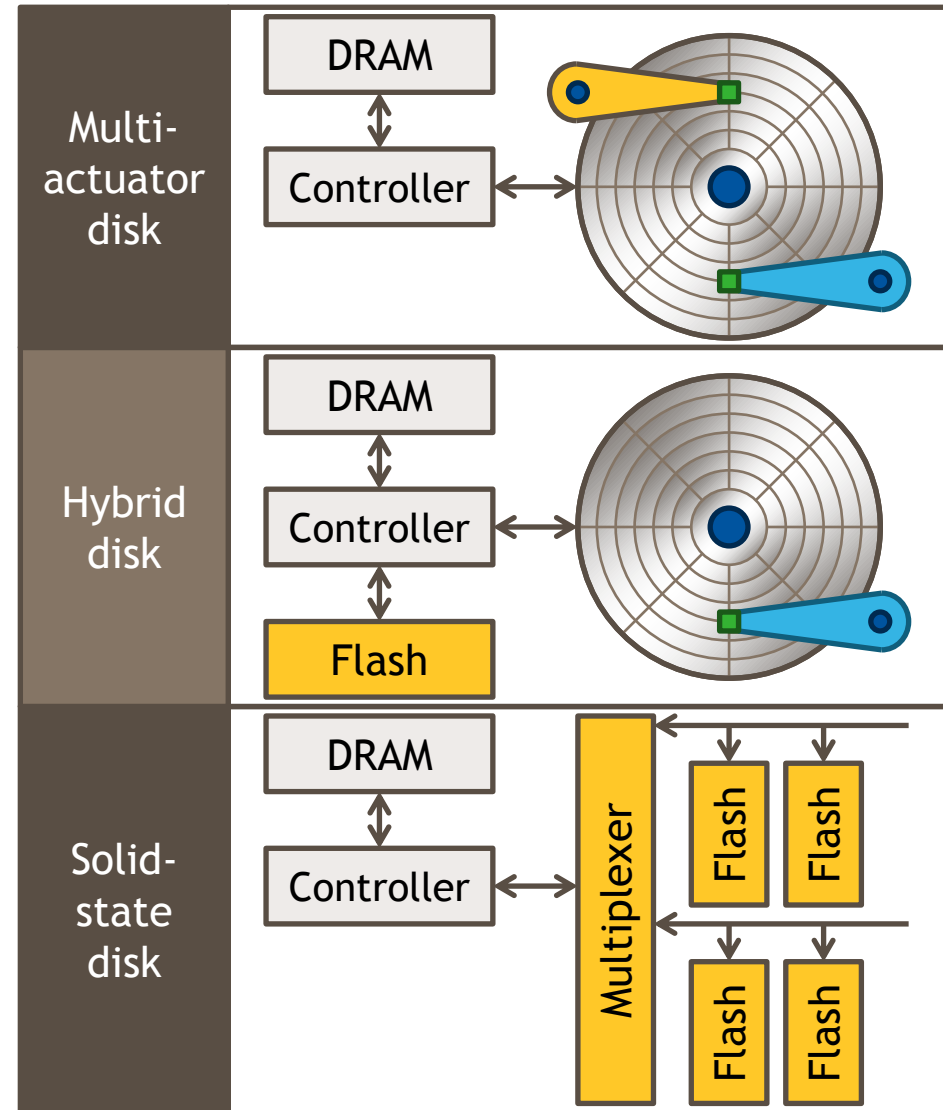 Multi-
actuator
disk
DRAM
Controller
Hybrid
disk
DRAM
Controller
Flash
Solid-
state
disk
DRAM
Controller
Multiplexer
Flash
Flash
Flash
Flash